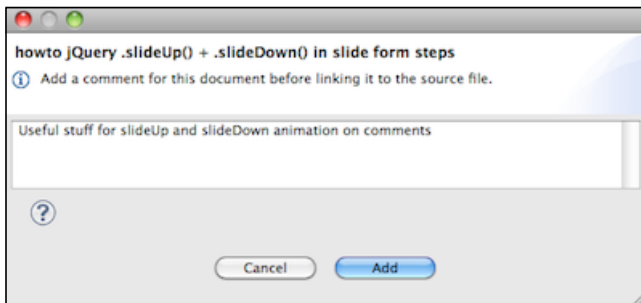 howto jQuery .slideUp() + .slideDown() in slide form steps
Add a comment for this document before linking it to the source file.
Useful stuff for slideUp and slideDown animation on comments
?
Cancel Add